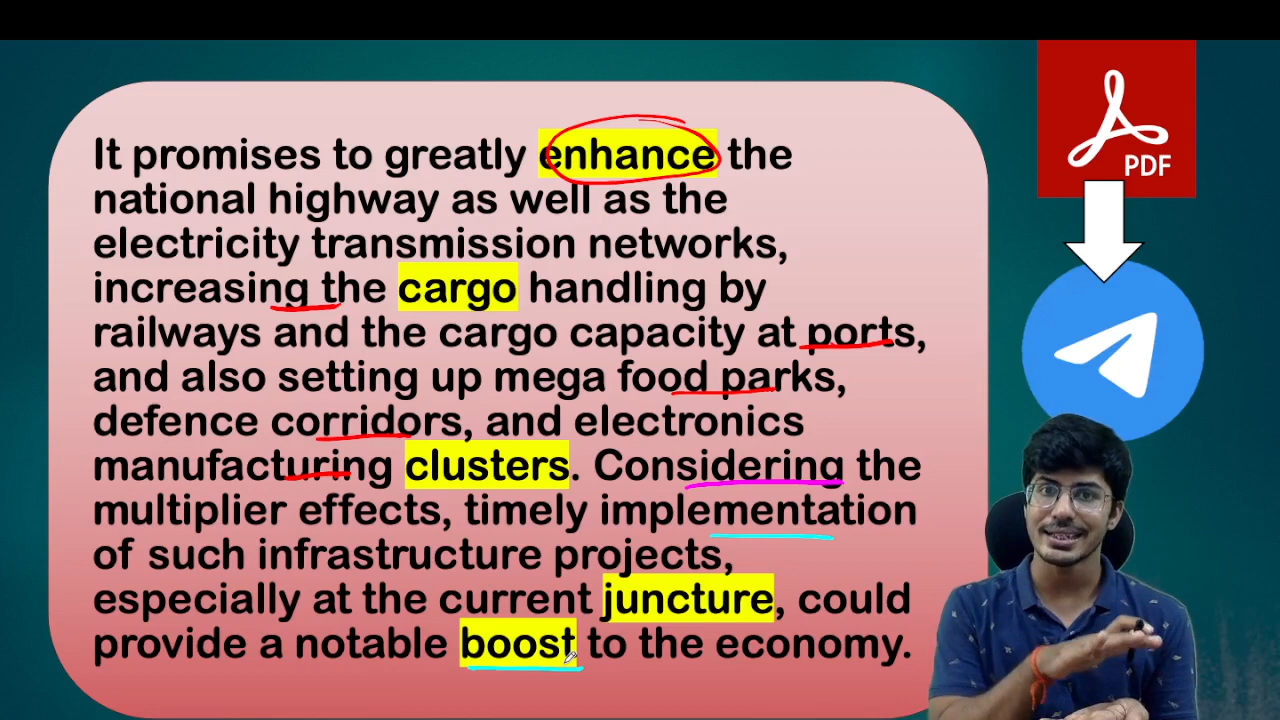 It promises to greatly enhance the
national highway as well as the
electricity transmission networks,
increasing the cargo handling by
railways and the cargo capacity at ports,
and also setting up mega food parks,
defence corridors, and electronics
manufacturing clusters. Considering the
multiplier effects, timely implementation
of such infrastructure projects,
especially at the current juncture, could
provide a notable boost to the economy.
PDF